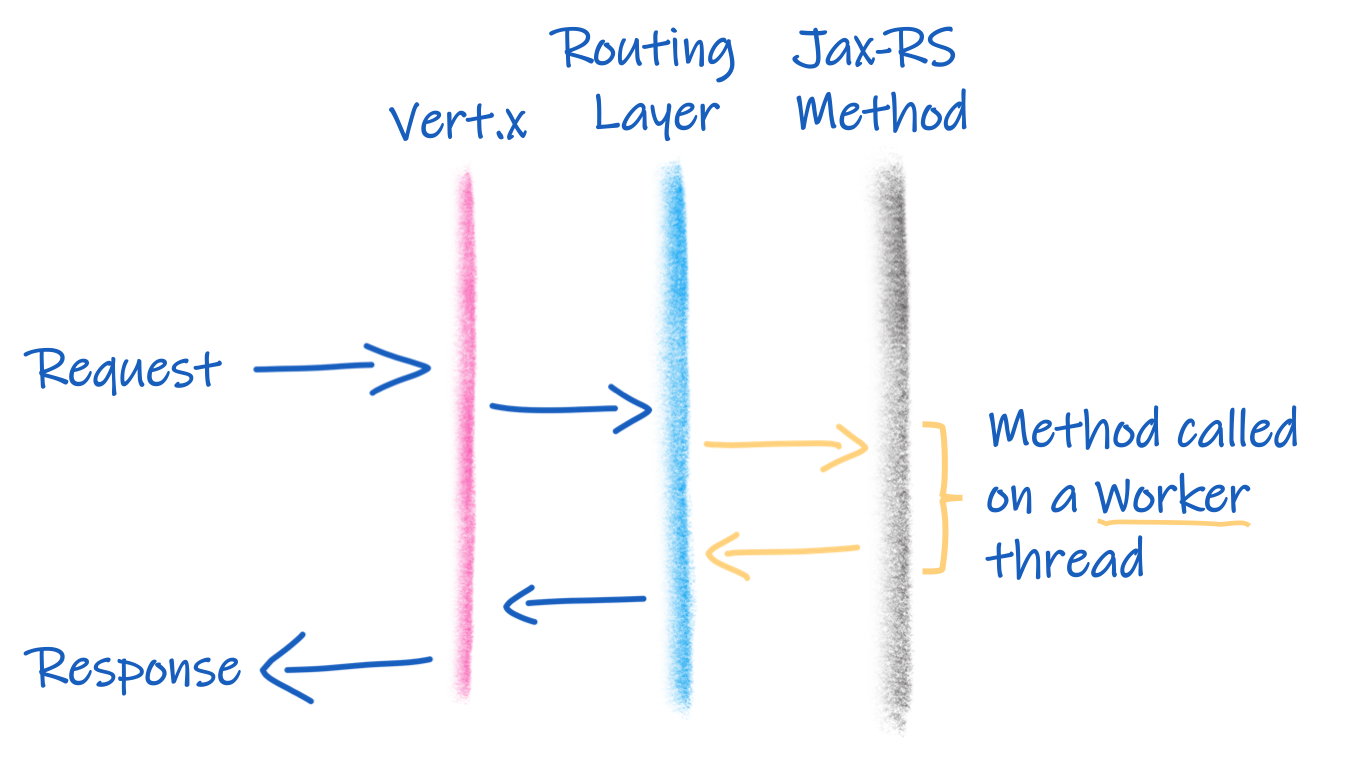 Vert.x
Routing
Layer
Jax-RS
Method
Request
Method called
on a Worker
thread
Response